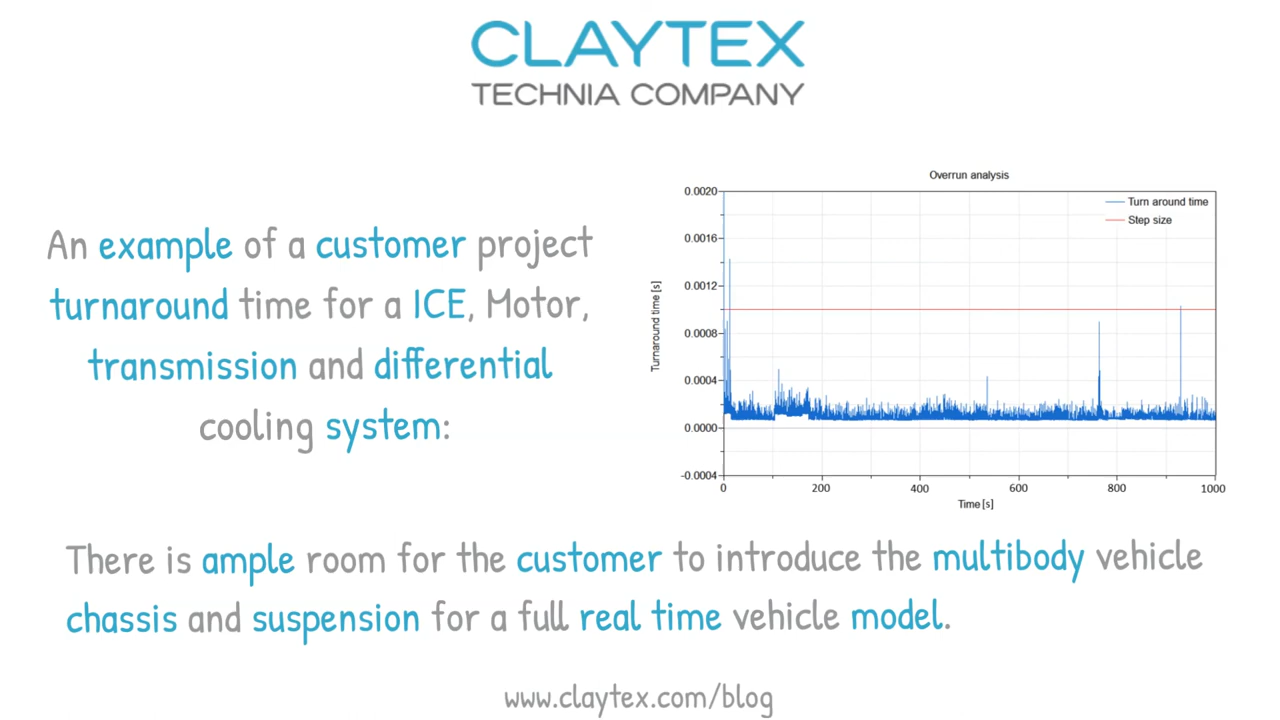 CLAYTEX
TECHNIA COMPANY
An example of a customer project
turnaround time for a ICE, Motor,
transmission and differential
cooling system:
Overrun analysis
Turn around time
Step size
Turnaround time [s]
0.0020
0.0016
0.0012
0.0008
0.0004
0.0000
-0.0004
0 200 400 600 800 1000
Time [s]
There is ample room for the customer to introduce the multibody vehicle
chassis and suspension for a full real time vehicle model.
www.claytex.com/blog